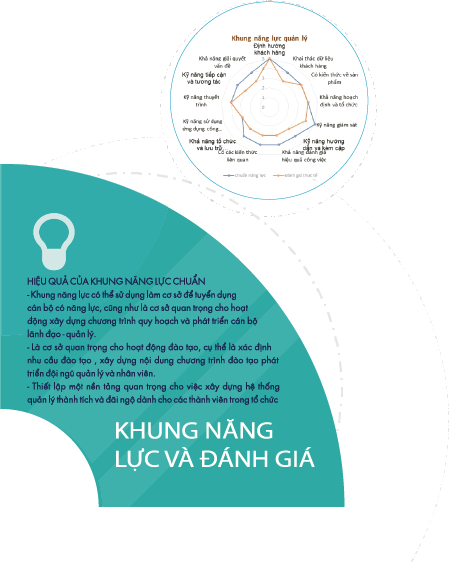 Khung năng lực quản lý
Định hướng
khách hàng
Khai thác dữ liệu
khách hàng
Có kiến thức về sản
phẩm
Khả năng hoạch
định và tổ chức
Kỹ năng giám sát
Kỹ năng hướng
dẫn và kèm cặp
Khả năng đánh giá
hiệu quả công việc
Có các kiến thức
liên quan
Khả năng tổ chức
và lưu trữ
Kỹ năng sử dụng
ứng dụng công...
Kỹ năng thuyết
trình
Kỹ năng tiếp cận
và tương tác
Khả năng giải quyết
vấn đề
chuẩn năng lực
đánh giá thực tế
HIỆU QUẢ CỦA KHUNG NĂNG LỰC CHUẨN
- Khung năng lực có thể sử dụng làm cơ sở để tuyển dụng
cán bộ có năng lực, cũng như là cơ sở quan trọng cho hoạt
động xây dựng chương trình quy hoạch và phát triển cán bộ
lãnh đạo - quản lý.
- Là cơ sở quan trọng cho hoạt động đào tạo, cụ thể là xác định
nhu cầu đào tạo , xây dựng nội dung chương trình đào tạo phát
triển đội ngũ quản lý và nhân viên.
- Thiết lập một nền tảng quan trọng cho việc xây dựng hệ thống
quản lý thành tích và đãi ngộ dành cho các thành viên trong tổ chức
KHUNG NĂNG
LỰC VÀ ĐÁNH GIÁ